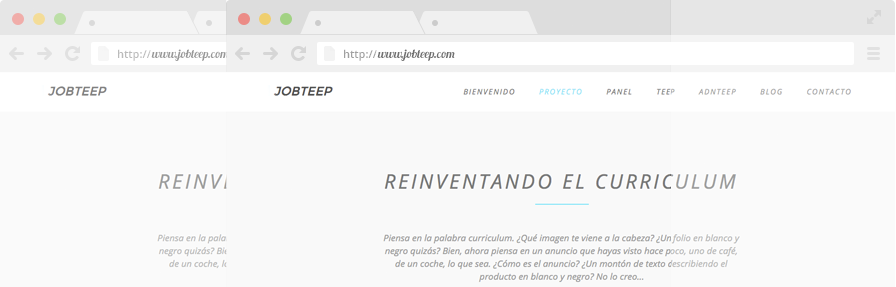 http://www.jobteep.com
http://www.jobteep.com
JOBTEEP
JOBTEEP
BIENVENIDO PROYECTO PANEL TEEP ADNTEEP BLOG CONTACTO
REINVE
REINVENTANDO EL CURRICULUM
Piensa en la pala
negro quizás? Bie
de un coche, lo
Piensa en la palabra curriculum. ¿Qué imagen te viene a la cabeza? ¿Un folio en blanco y
negro quizás? Bien, ahora piensa en un anuncio que hayas visto hace poco, uno de café,
de un coche, lo que sea. ¿Cómo es el anuncio? ¿Un montón de texto describiendo el
producto en blanco y negro? No lo creo...